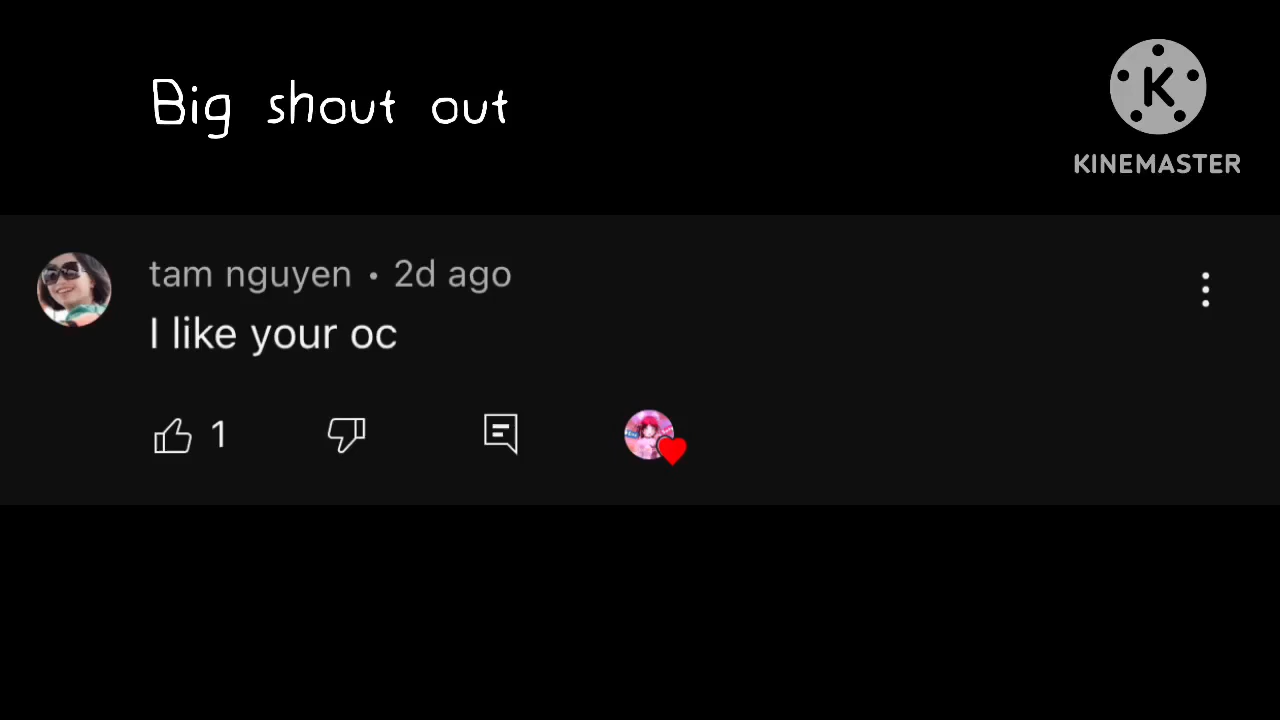 Big shout out
K
KINEMASTER
tam nguyen • 2d ago
I like your oc
1